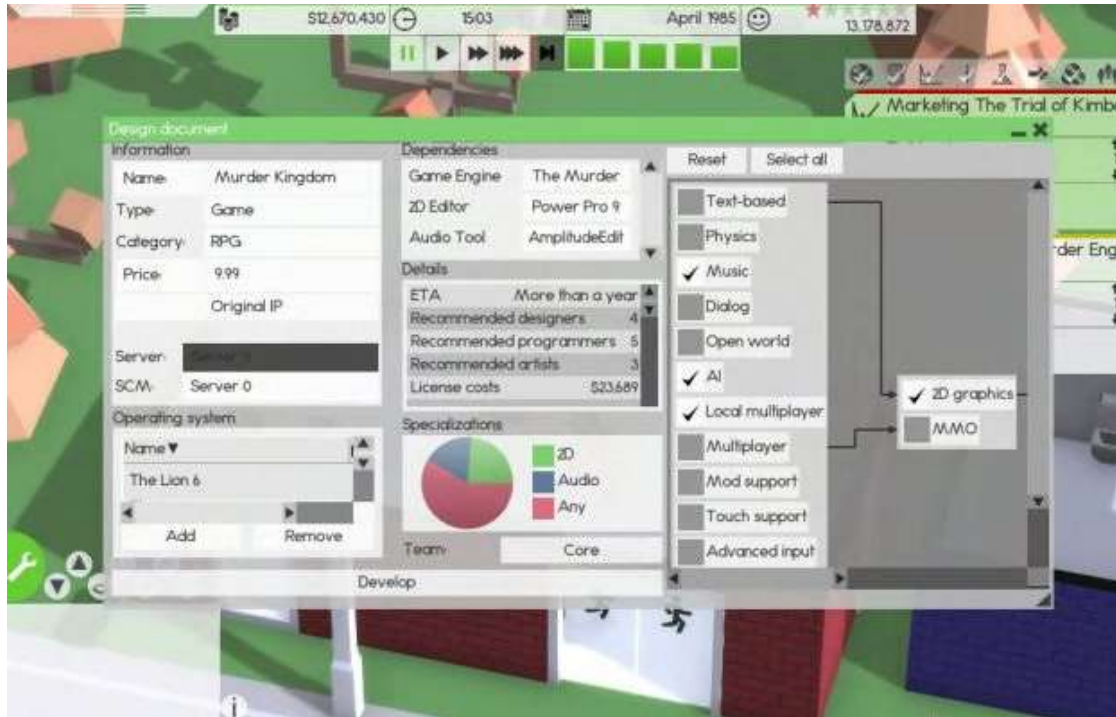 $12,670,430 1503 April 1985 13,178,872
Marketing The Trial of Kimb
Design document
Information
Name: Murder Kingdom
Type: Game
Category: RPG
Price: 9.99
Original IP
Server:
SCM: Server 0
Operating system
Name
The Lion 6
Add Remove
Dependencies
Game Engine The Murder
2D Editor Power Pro 9
Audio Tool AmplitudeEdit
Details
ETA More than a year
Recommended designers 4
Recommended programmers 5
Recommended artists 3
License costs $23,689
Specializations
2D
Audio
Any
Team: Core
Develop
Reset Select all
Text-based
Physics
Music
Dialog
Open world
AI
Local multiplayer
Multiplayer
Mod support
Touch support
Advanced input
2D graphics
MMO
rder Eng